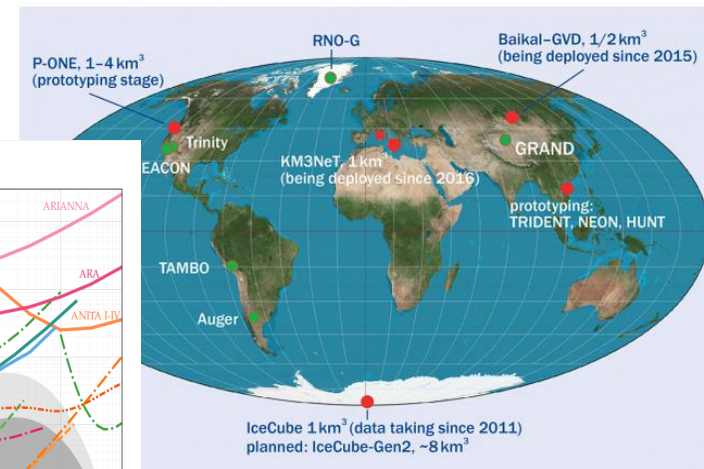 RNO-G
P-ONE, 1–4 km³
(prototyping stage)
Baikal–GVD, 1/2 km³
(being deployed since 2015)
Trinity
EACON
KM3NeT, 1 km³
(being deployed since 2016)
GRAND
prototyping:
TRIDENT, NEON, HUNT
TAMBO
Auger
IceCube 1 km³ (data taking since 2011)
planned: IceCube-Gen2, ~8 km³
ARIANNA
ARA
ANITA I-IV